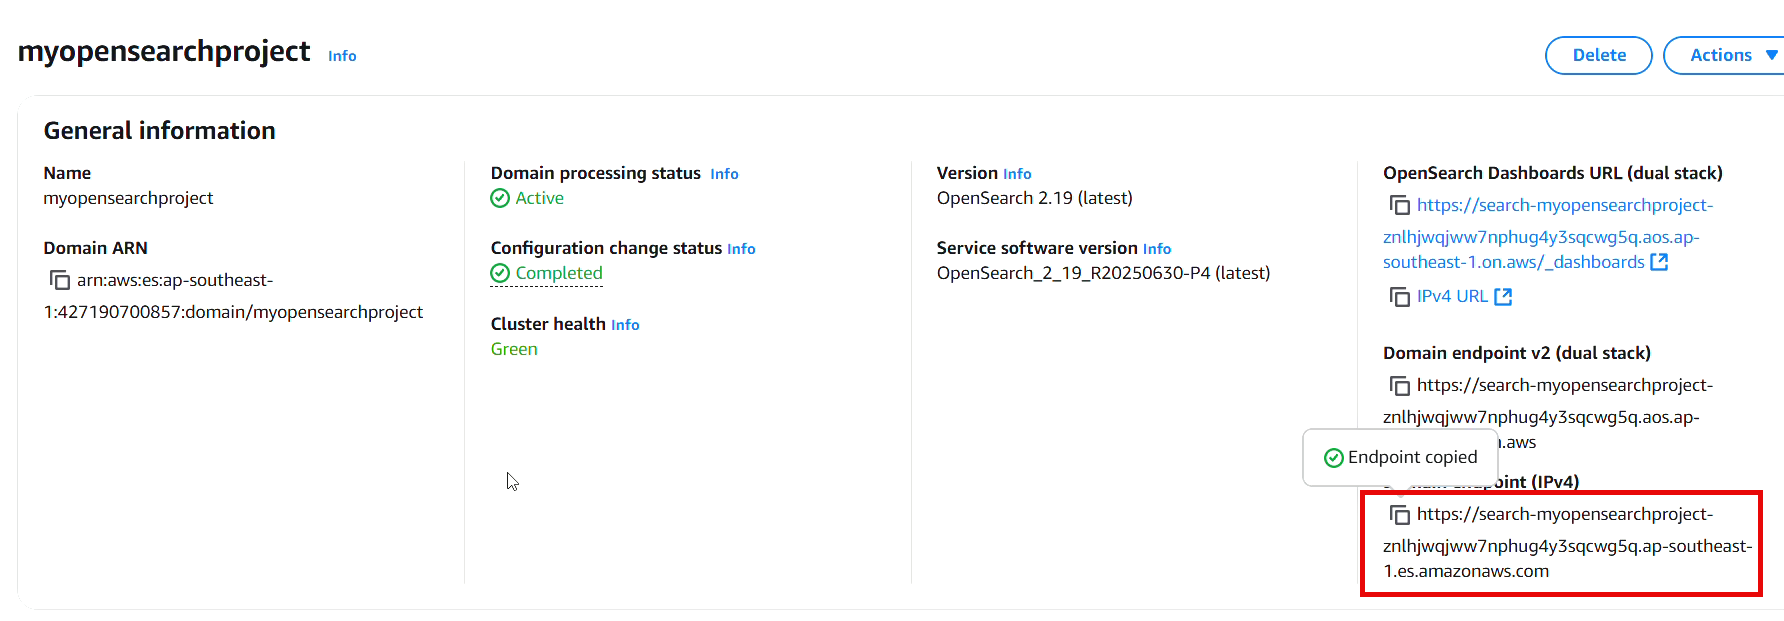 myopensearchproject Info
Delete
Actions
General information
Name
myopensearchproject
Domain ARN
arn:aws:es:ap-southeast-
1:427190700857:domain/myopensearchproject
Domain processing status Info
Active
Configuration change status Info
Completed
Cluster health Info
Green
Version Info
OpenSearch 2.19 (latest)
Service software version Info
OpenSearch_2_19_R20250630-P4 (latest)
OpenSearch Dashboards URL (dual stack)
https://search-myopensearchproject-
znlhjwqjww7nphug4y3sqcwg5q.aos.ap-
southeast-1.on.aws/_dashboards
IPv4 URL
Domain endpoint v2 (dual stack)
https://search-myopensearchproject-
znlhjwqjww7nphug4y3sqcwg5q.aos.ap-
.aws
Endpoint copied
(IPv4)
https://search-myopensearchproject-
znlhjwqjww7nphug4y3sqcwg5q.ap-southeast-
1.es.amazonaws.com